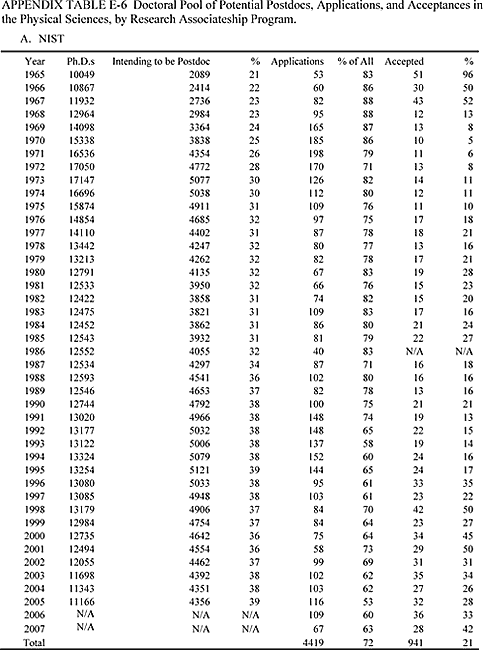 APPENDIX TABLE E-6 Doctoral Pool of Potential Postdocs, Applications, and Acceptances in
the Physical Sciences, by Research Associateship Program.
A. NIST
Year Ph.D.s Intending to be Postdoc % Applications % of All Accepted %
1965 10049 2089 21 53 83 51 96
1966 10867 2414 22 60 86 30 50
1967 11932 2736 23 82 88 43 52
1968 12964 2984 23 95 88 12 13
1969 14098 3364 24 165 87 13 8
1970 15338 3838 25 185 86 10 5
1971 16536 4354 26 198 79 11 6
1972 17050 4772 28 170 71 13 8
1973 17147 5077 30 126 82 14 11
1974 16696 5038 30 112 80 12 11
1975 15874 4911 31 109 76 11 10
1976 14854 4685 32 97 75 17 18
1977 14110 4402 31 87 78 18 21
1978 13442 4247 32 80 77 13 16
1979 13213 4262 32 82 78 17 21
1980 12791 4135 32 67 83 19 28
1981 12533 3950 32 66 76 15 23
1982 12422 3858 31 74 82 15 20
1983 12475 3821 31 109 83 17 16
1984 12452 3862 31 86 80 21 24
1985 12543 3932 31 81 79 22 27
1986 12552 4055 32 40 83 N/A N/A
1987 12534 4297 34 87 71 16 18
1988 12593 4541 36 102 80 16 16
1989 12546 4653 37 82 78 13 16
1990 12744 4792 38 100 75 21 21
1991 13020 4966 38 148 74 19 13
1992 13177 5032 38 148 65 22 15
1993 13122 5006 38 137 58 19 14
1994 13324 5079 38 152 60 24 16
1995 13254 5121 39 144 65 24 17
1996 13080 5033 38 95 61 33 35
1997 13085 4948 38 103 61 23 22
1998 13179 4906 37 84 70 42 50
1999 12984 4754 37 84 64 23 27
2000 12735 4642 36 75 64 34 45
2001 12494 4554 36 58 73 29 50
2002 12055 4462 37 99 69 31 31
2003 11698 4392 38 102 62 35 34
2004 11343 4351 38 103 62 27 26
2005 11166 4356 39 116 53 32 28
2006 N/A N/A N/A 109 60 36 33
2007 N/A N/A N/A 67 63 28 42
Total 4419 72 941 21